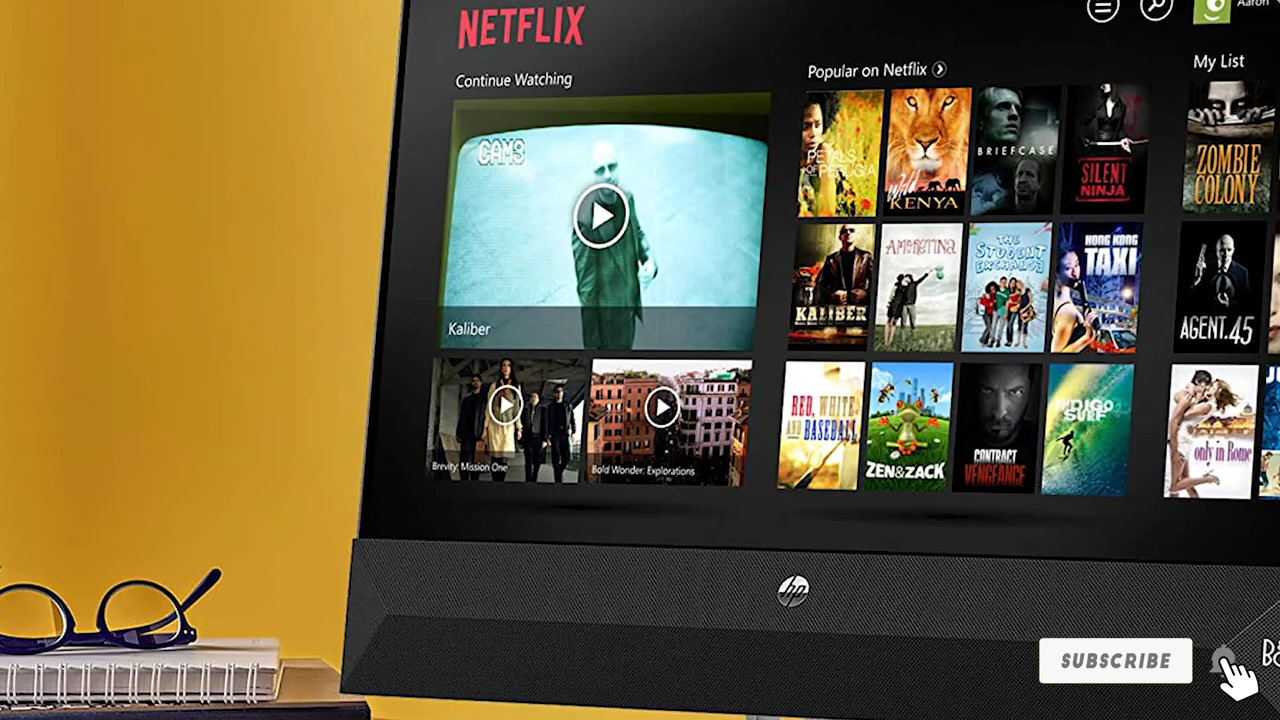 NETFLIX
Aaron
Continue Watching
Popular on Netflix
My List
CAM3
Kaliber
Brevity: Mission One
Bold Wonder: Explorations
PETALS
OF PERUGIA
Wild
KENYA
BRIEFCASE
SILENT
NINJA
ZOMBIE
COLONY
KALIBER
AMORETINA
THE
STUDENT
EXCHANGE
HONG KONG
TAXI
AGENT.45
RED, WHITE
AND BASEBALL
ZEN&ZACK
CONTRACT
VENGEANCE
INDIGO
SURF
only in Rome
hp
SUBSCRIBE